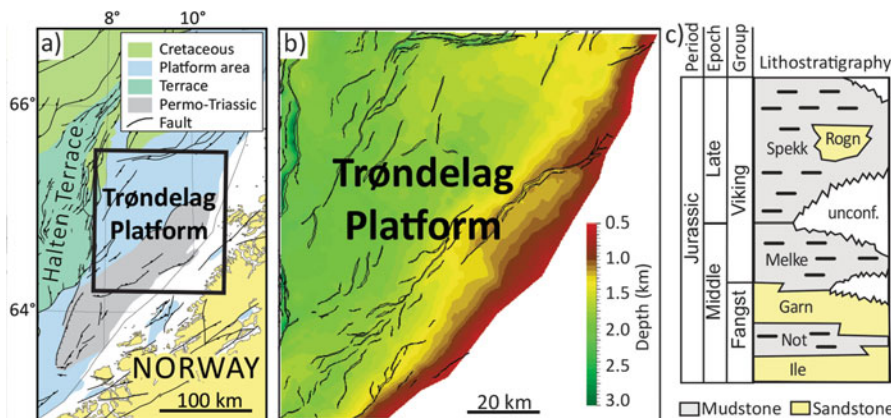 a)
8°
10°
66°
64°
Cretaceous
Platform area
Terrace
Permo-Triassic
Fault
Halten Terrace
Trøndelag
Platform
NORWAY
100 km
b)
Trøndelag
Platform
0.5
1.0
1.5
2.0
2.5
3.0
Depth (km)
20 km
c)
Period
Epoch
Group
Lithostratigraphy
Jurassic
Late
Middle
Viking
Fangst
Spekk
Rogn
unconf.
Melke
Garn
Not
Ile
Mudstone
Sandstone